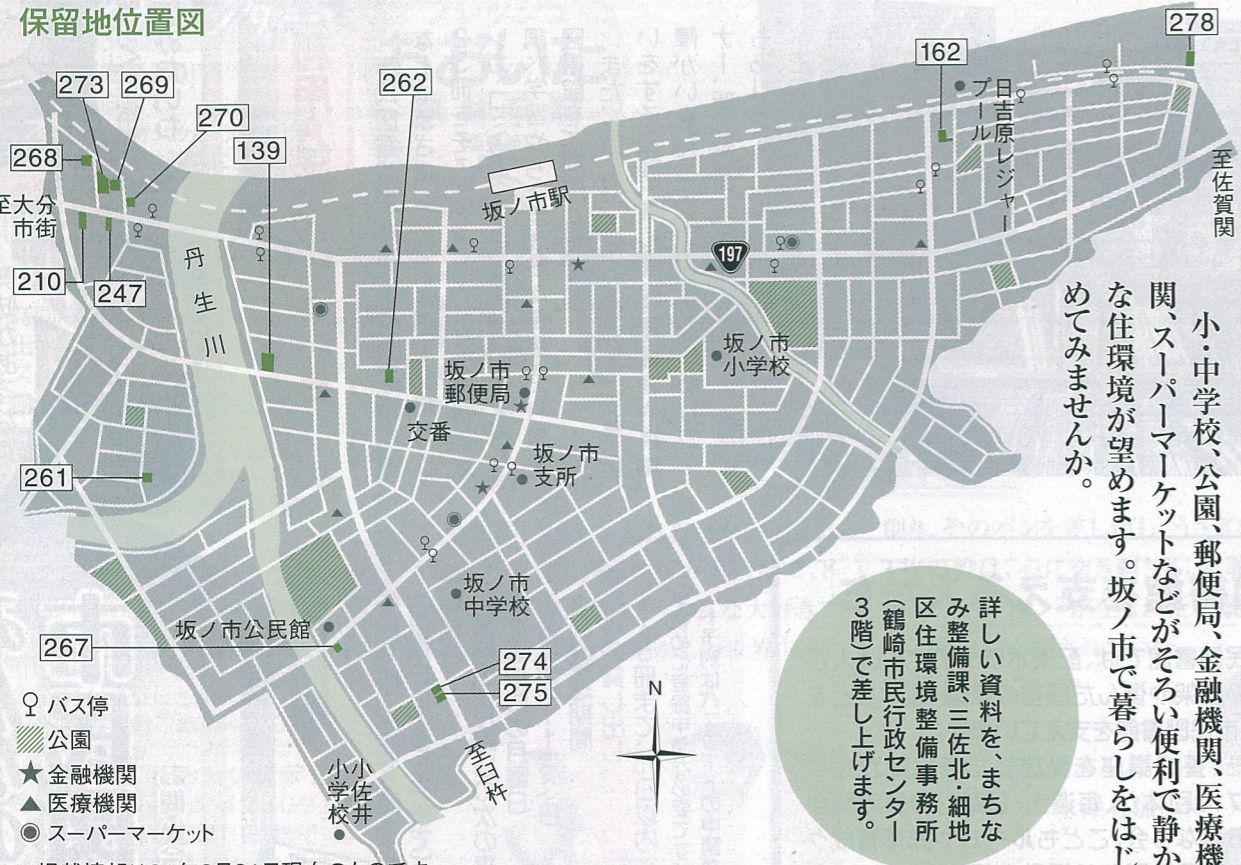 保留地位置図
278
162
273
269
262
270
139
268
日吉原レジャー
プール
至佐賀関
至大分
市街
坂ノ市駅
197
210
247
丹生川
坂ノ市
小学校
坂ノ市
郵便局
交番
坂ノ市
支所
261
坂ノ市
中学校
坂ノ市公民館
267
274
275
N
至臼杵
小佐井
小学校
バス停
公園
金融機関
医療機関
スーパーマーケット
小・中学校、公園、郵便局、金融機関、医療機
関、スーパーマーケットなどがそろい便利で静か
な住環境が望めます。坂ノ市で暮らしをはじ
めてみませんか。
詳しい資料を、まちな
み整備課、三佐北・細地
区住環境整備事務所
（鶴崎市民行政センター
3階）で差し上げます。